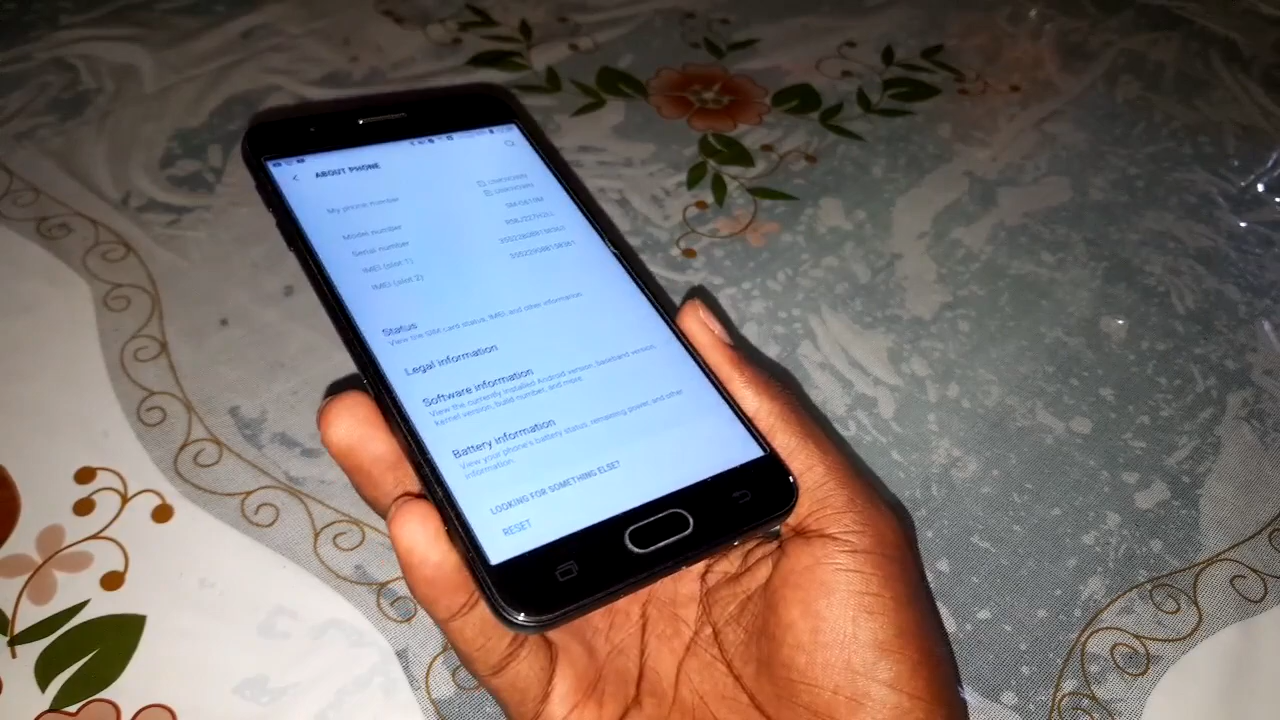 ABOUT PHONE
My phone number
Unknown
Unknown
Model number
Serial number
IMEI (slot 1)
IMEI (slot 2)
Status
View the SIM card status, IMEI, and other information.
Legal information
Software information
View the currently installed Android version, baseband version,
kernel version, build number, and more.
Battery information
View your phone's battery status, remaining power, and other
information.
LOOKING FOR SOMETHING ELSE?
RESET